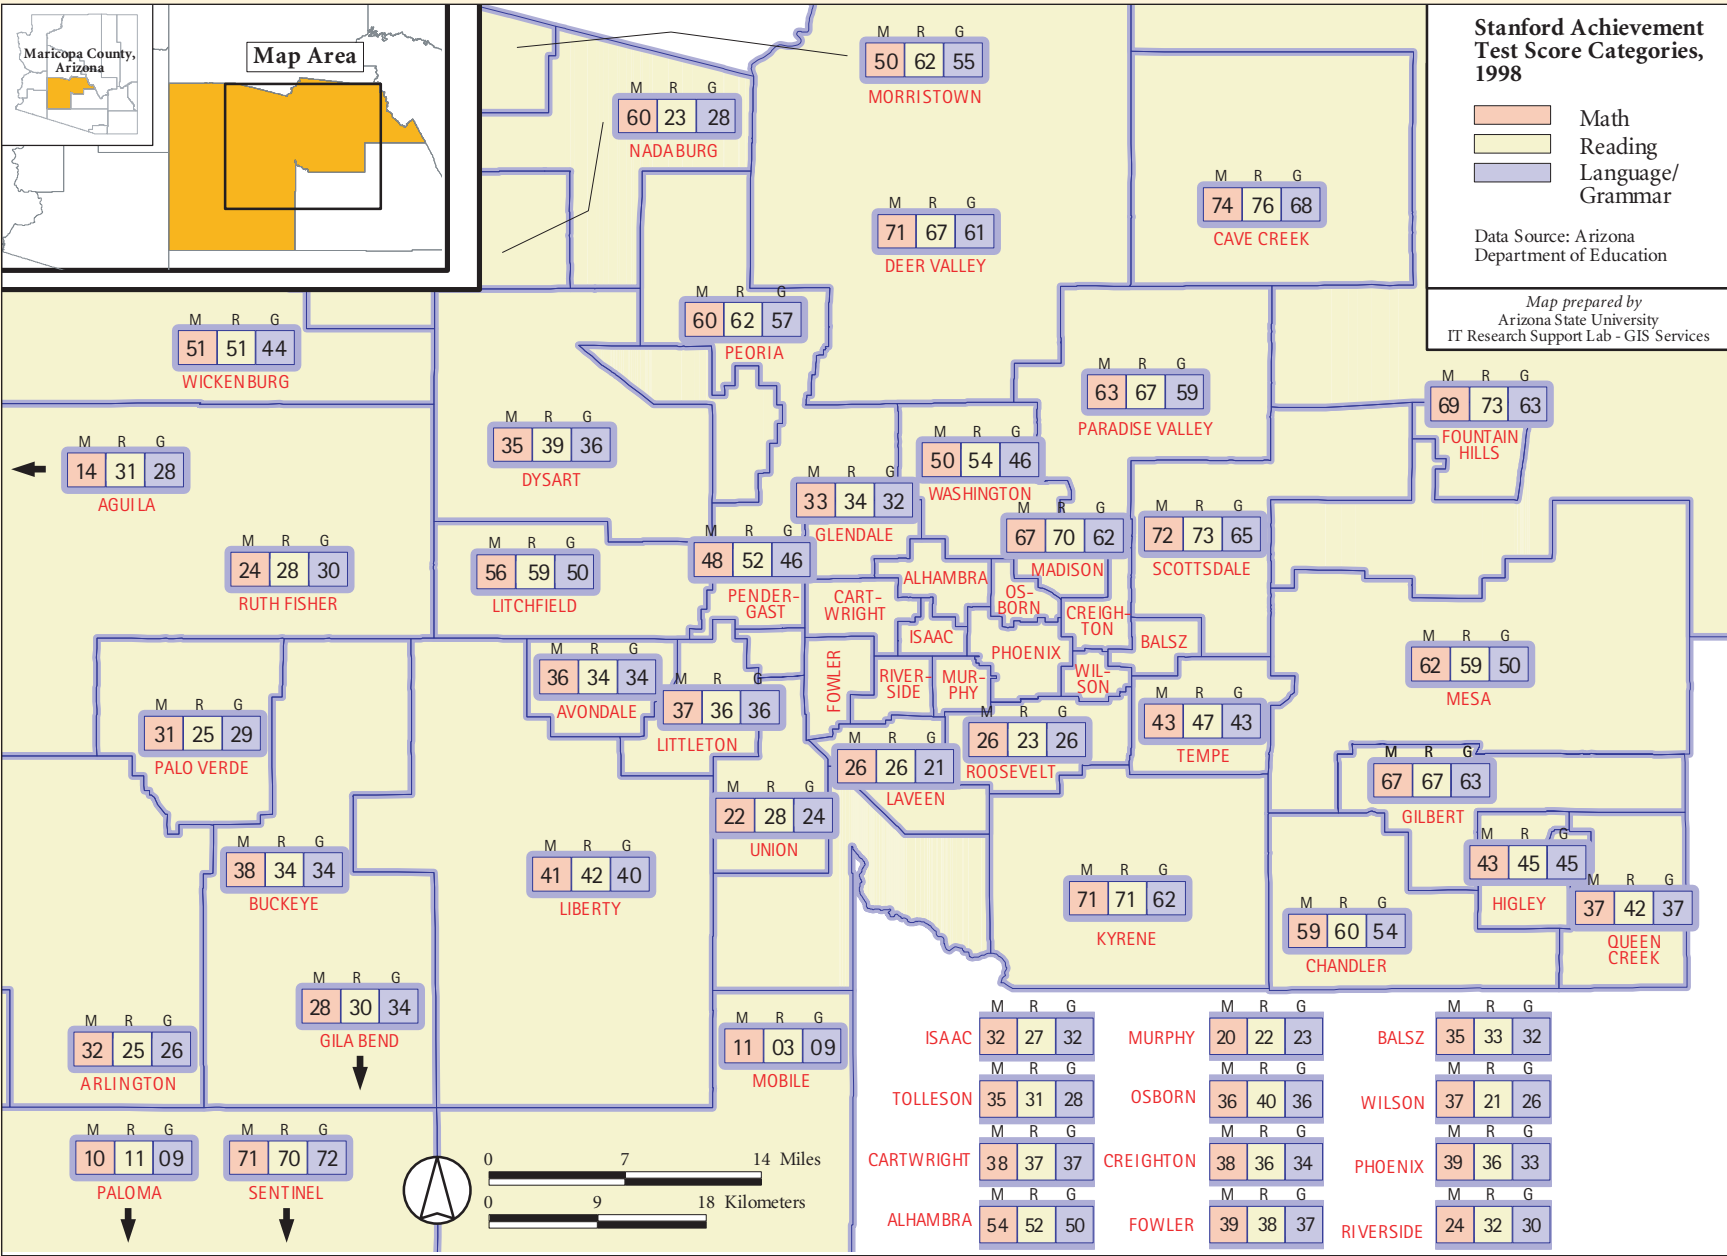 Maricopa County,
Arizona
Map Area
Stanford Achievement
Test Score Categories,
1998
Math
Reading
Language/
Grammar
Data Source: Arizona
Department of Education
Map prepared by
Arizona State University
IT Research Support Lab - GIS Services
M R G
50 62 55
MORRISTOWN
M R G
60 23 28
NADABURG
M R G
74 76 68
CAVE CREEK
M R G
71 67 61
DEER VALLEY
M R G
60 62 57
PEORIA
M R G
51 51 44
WICKENBURG
M R G
63 67 59
PARADISE VALLEY
M R G
69 73 63
FOUNTAIN
HILLS
M R G
35 39 36
DYSART
M R G
14 31 28
AGUILA
M R G
50 54 46
WASHINGTON
M R G
33 34 32
GLENDALE
M R G
67 70 62
MADISON
M R G
72 73 65
SCOTTSDALE
M R G
24 28 30
RUTH FISHER
M R G
56 59 50
LITCHFIELD
M R G
48 52 46
PENDER-
GAST
CART-
WRIGHT
ALHAMBRA
OS-
BORN
CREIGH-
TON
ISAAC
PHOENIX
BALSZ
FOWLER
RIVER-
SIDE
MUR-
PHY
WIL-
SON
M R G
62 59 50
MESA
M R G
36 34 34
AVONDALE
M R G
37 36 36
LITTLETON
M R G
31 25 29
PALO VERDE
M R G
26 23 26
ROOSEVELT
M R G
43 47 43
TEMPE
M R G
26 26 21
LAVEEN
M R G
67 67 63
GILBERT
M R G
22 28 24
UNION
M R G
38 34 34
BUCKEYE
M R G
41 42 40
LIBERTY
M R G
43 45 45
HIGLEY
M R G
37 42 37
QUEEN
CREEK
M R G
71 71 62
KYRENE
M R G
59 60 54
CHANDLER
M R G
28 30 34
GILA BEND
M R G
32 25 26
ARLINGTON
M R G
11 03 09
MOBILE
M R G
10 11 09
PALOMA
M R G
71 70 72
SENTINEL
0 7 14 Miles
0 9 18 Kilometers
M R G
ISAAC 32 27 32
M R G
MURPHY 20 22 23
M R G
BALSZ 35 33 32
M R G
TOLLESON 35 31 28
M R G
OSBORN 36 40 36
M R G
WILSON 37 21 26
M R G
CARTWRIGHT 38 37 37
M R G
CREIGHTON 38 36 34
M R G
PHOENIX 39 36 33
M R G
ALHAMBRA 54 52 50
M R G
FOWLER 39 38 37
M R G
RIVERSIDE 24 32 30